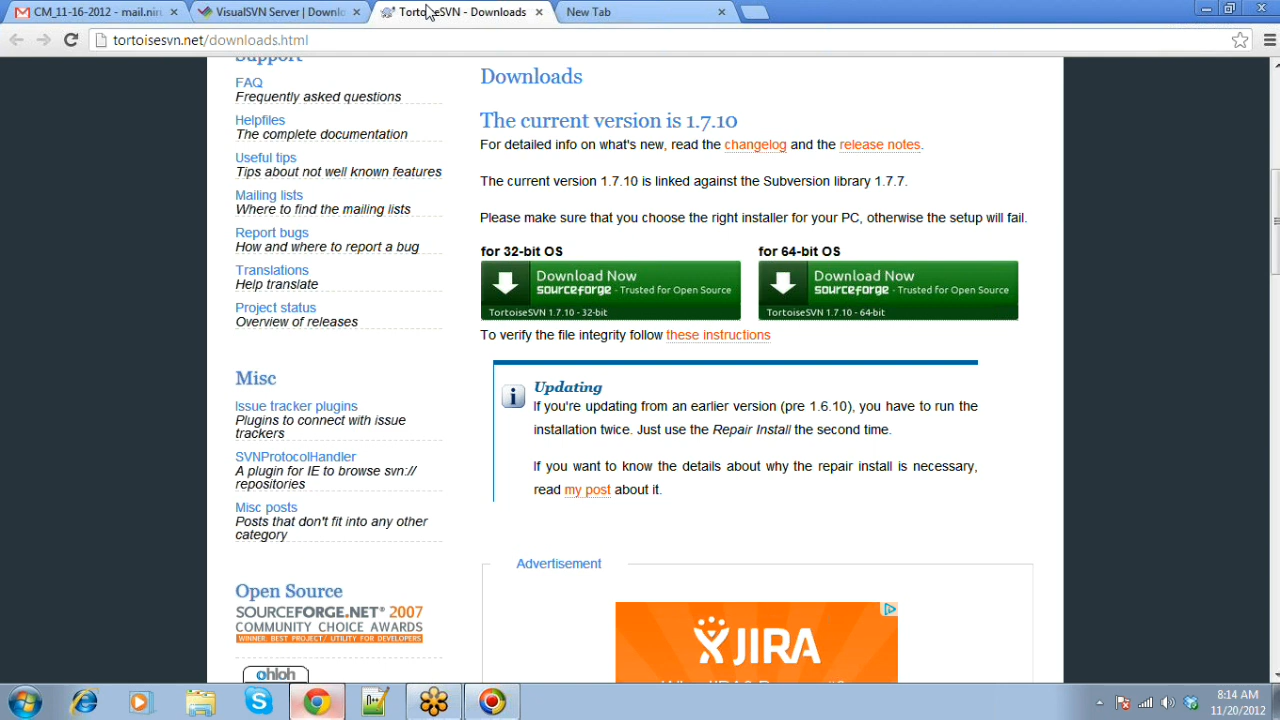 CM_11-16-2012 - mail.nir
VisualSVN Server | Downlo
TortoiseSVN - Downloads
New Tab
tortoisesvn.net/downloads.html
Support
FAQ
Frequently asked questions
Helpfiles
The complete documentation
Useful tips
Tips about not well known features
Mailing lists
Where to find the mailing lists
Report bugs
How and where to report a bug
Translations
Help translate
Project status
Overview of releases
Misc
Issue tracker plugins
Plugins to connect with issue
trackers
SVNProtocolHandler
A plugin for IE to browse svn://
repositories
Misc posts
Posts that don't fit into any other
category
Open Source
SOURCEFORGE.NET® 2007
COMMUNITY CHOICE AWARDS
WINNER. BEST PROJECT/ UTILITY FOR DEVELOPERS
ohloh
Downloads
The current version is 1.7.10
For detailed info on what's new, read the changelog and the release notes.
The current version 1.7.10 is linked against the Subversion library 1.7.7.
Please make sure that you choose the right installer for your PC, otherwise the setup will fail.
for 32-bit OS
Download Now
sourceforge - Trusted for Open Source
TortoiseSVN 1.7.10 - 32-bit
for 64-bit OS
Download Now
sourceforge - Trusted for Open Source
TortoiseSVN 1.7.10 - 64-bit
To verify the file integrity follow these instructions
Updating
If you're updating from an earlier version (pre 1.6.10), you have to run the
installation twice. Just use the Repair Install the second time.
If you want to know the details about why the repair install is necessary,
read my post about it.
Advertisement
JIRA
8:14 AM
11/20/2012